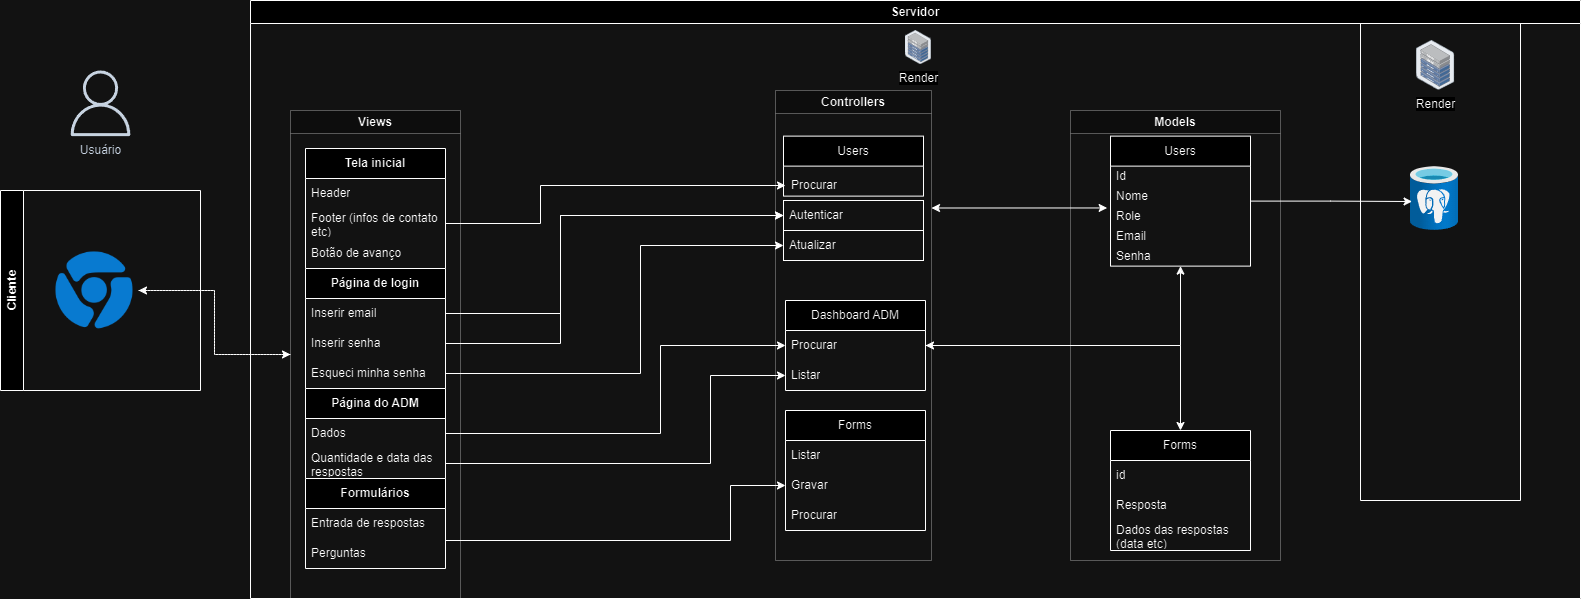 Servidor
Render
Render
Usuário
Cliente
Views
Tela inicial
Header
Footer (infos de contato
etc)
Botão de avanço
Página de login
Inserir email
Inserir senha
Esqueci minha senha
Página do ADM
Dados
Quantidade e data das
respostas
Formulários
Entrada de respostas
Perguntas
Controllers
Users
Procurar
Autenticar
Atualizar
Dashboard ADM
Procurar
Listar
Forms
Listar
Gravar
Procurar
Models
Users
Id
Nome
Role
Email
Senha
Forms
id
Resposta
Dados das respostas
(data etc)